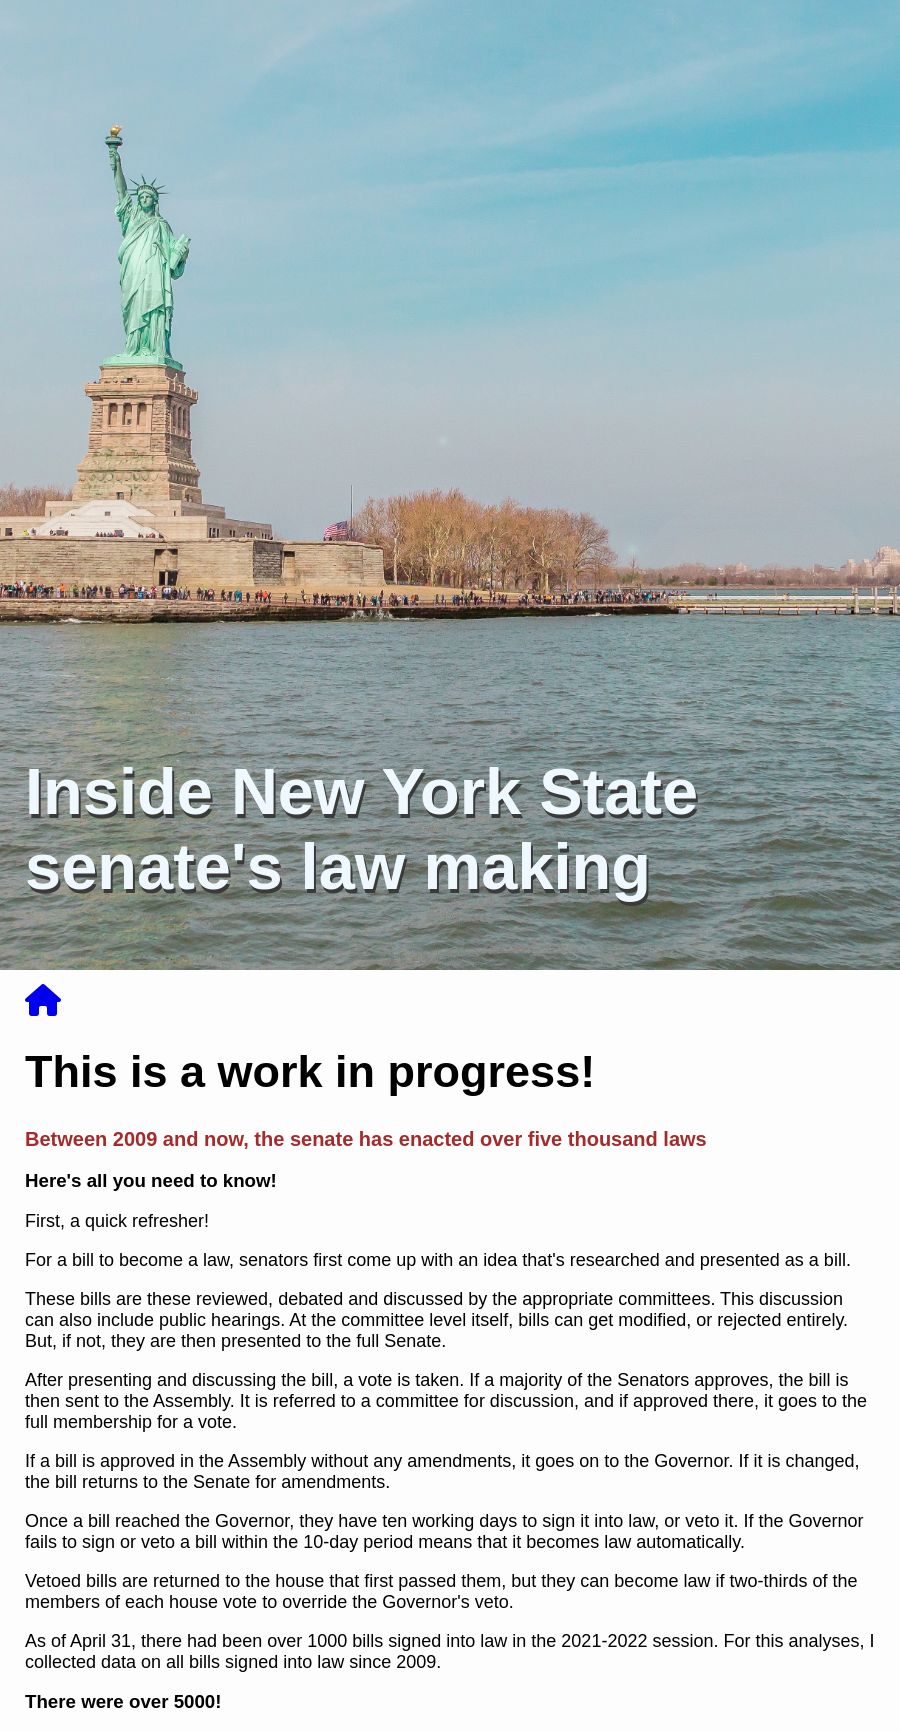 Inside New York State
senate's law making
This is a work in progress!
Between 2009 and now, the senate has enacted over five thousand laws
Here's all you need to know!
First, a quick refresher!
For a bill to become a law, senators first come up with an idea that's researched and presented as a bill.
These bills are these reviewed, debated and discussed by the appropriate committees. This discussion
can also include public hearings. At the committee level itself, bills can get modified, or rejected entirely.
But, if not, they are then presented to the full Senate.
After presenting and discussing the bill, a vote is taken. If a majority of the Senators approves, the bill is
then sent to the Assembly. It is referred to a committee for discussion, and if approved there, it goes to the
full membership for a vote.
If a bill is approved in the Assembly without any amendments, it goes on to the Governor. If it is changed,
the bill returns to the Senate for amendments.
Once a bill reached the Governor, they have ten working days to sign it into law, or veto it. If the Governor
fails to sign or veto a bill within the 10-day period means that it becomes law automatically.
Vetoed bills are returned to the house that first passed them, but they can become law if two-thirds of the
members of each house vote to override the Governor's veto.
As of April 31, there had been over 1000 bills signed into law in the 2021-2022 session. For this analyses, I
collected data on all bills signed into law since 2009.
There were over 5000!